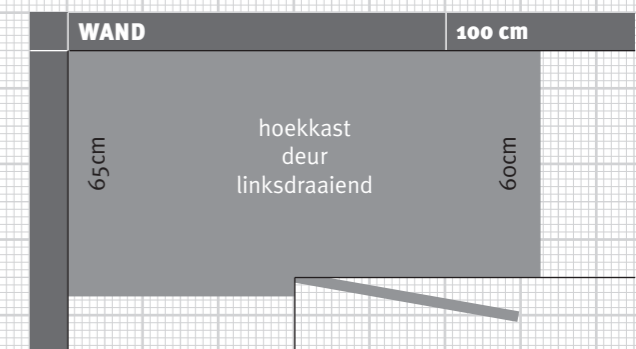 WAND
100 cm
hoekkast
deur
linksdraaiend
65cm
60cm